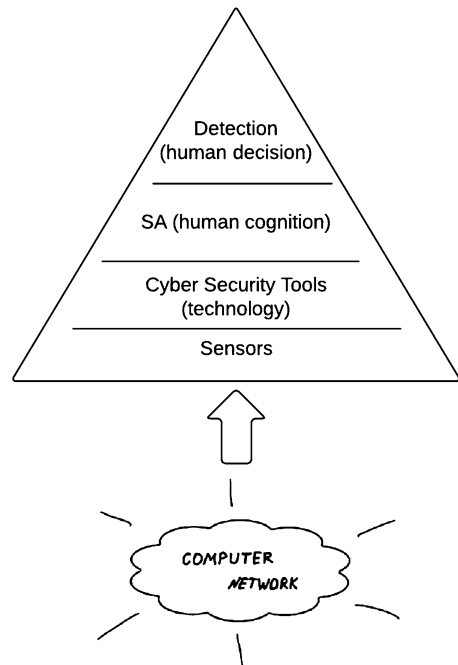 Detection
(human decision)
SA (human cognition)
Cyber Security Tools
(technology)
Sensors
COMPUTER
NETWORK